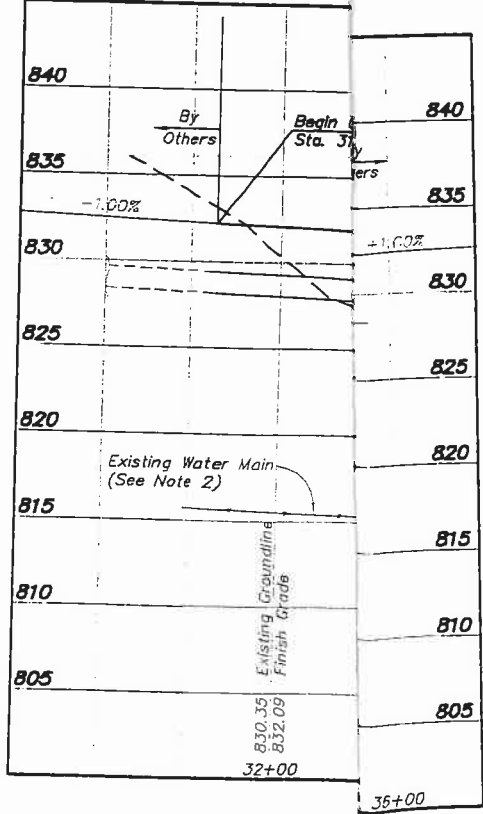 840
By
Others
Begin
Sta. 31
835
-1.00%
830
825
820
Existing Water Main
(See Note 2)
815
810
805
830.35 Existing Groundline
832.09 Finish Grade
32+00
840
ers
835
+1.00%
830
825
820
815
810
805
35+00